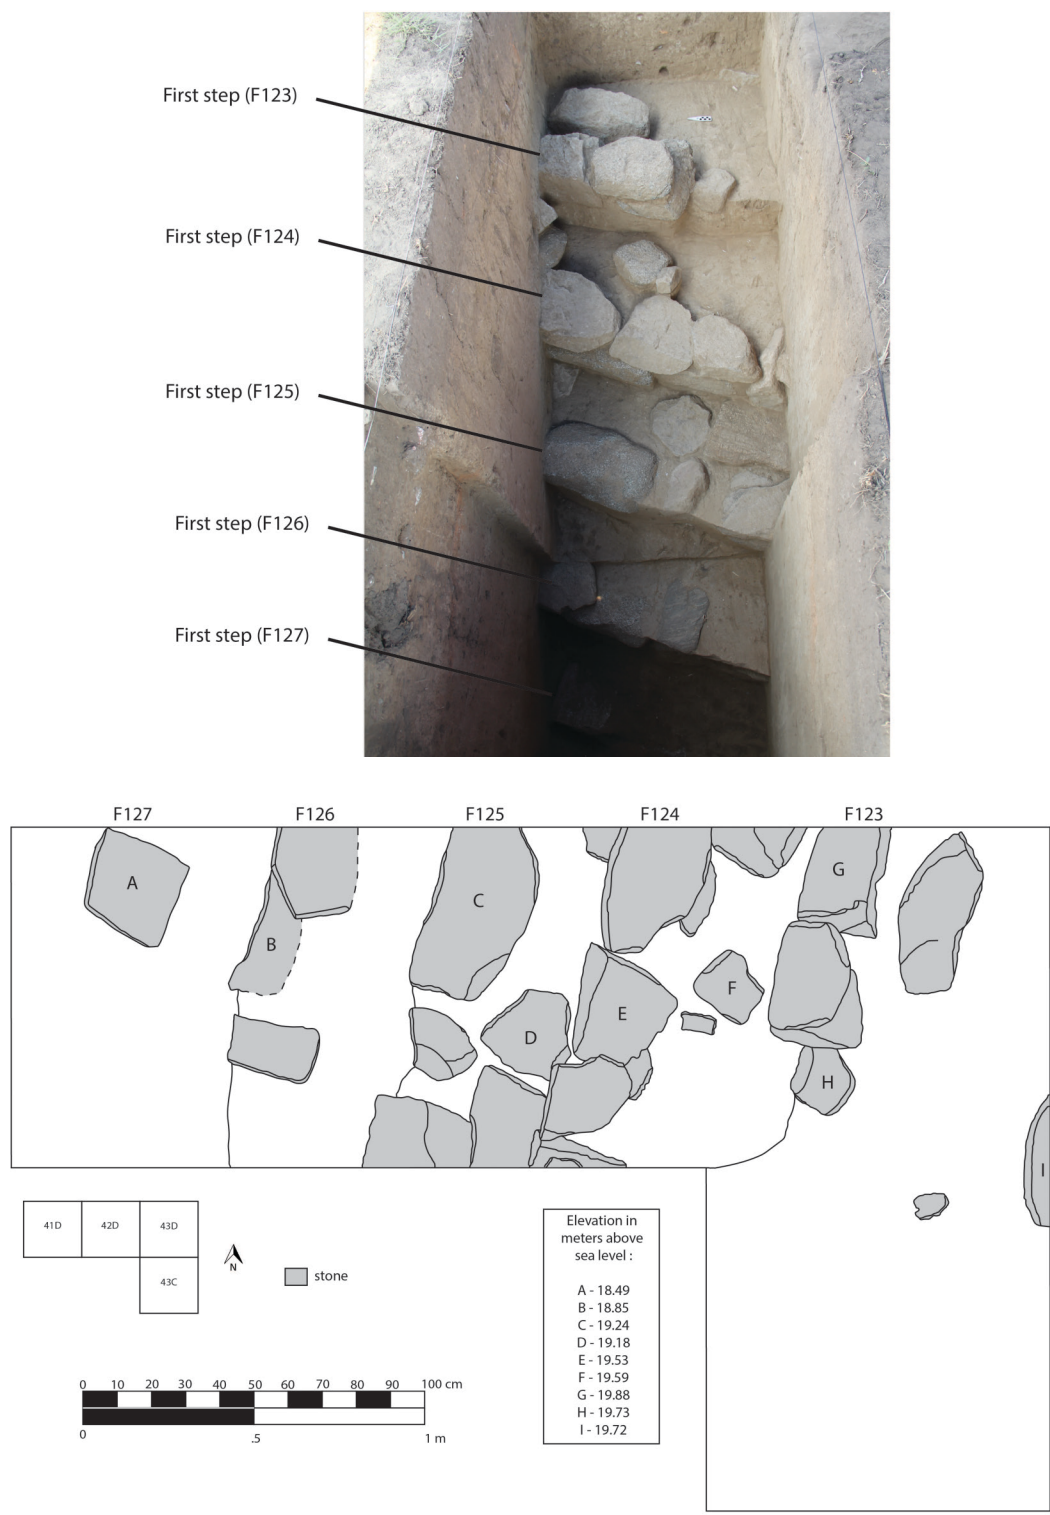 First step (F123)
First step (F124)
First step (F125)
First step (F126)
First step (F127)
F127 F126 F125 F124 F123
A
B
C
D
E
F
G
H
I
41D 42D 43D
43C
N
stone
Elevation in
meters above
sea level :
A - 18.49
B - 18.85
C - 19.24
D - 19.18
E - 19.53
F - 19.59
G - 19.88
H - 19.73
I - 19.72
0 10 20 30 40 50 60 70 80 90 100 cm
0 .5 1 m